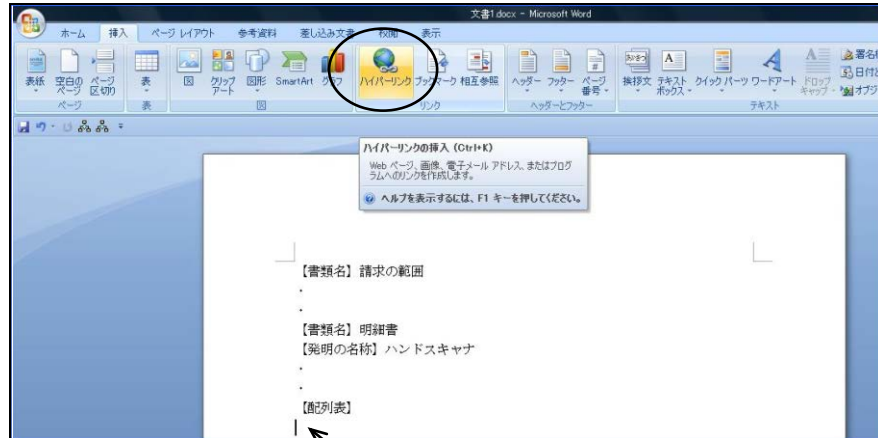 文書1.docx - Microsoft Word
ホーム 挿入 ページ レイアウト 参考資料 差し込み文書 校閲 表示
表紙 空白のページ ページ区切り 表 図 クリップアート 図形 SmartArt グラフ ハイパーリンク ブックマーク 相互参照 ヘッダー フッター ページ番号 挨拶文 テキストボックス クイック パーツ ワードアート ドロップキャップ 署名 日付と オブジ
ページ 表 図 リンク ヘッダーとフッター テキスト
ハイパーリンクの挿入 (Ctrl+K)
Web ページ、画像、電子メール アドレス、またはプログ
ラムへのリンクを作成します。
ヘルプを表示するには、F1 キーを押してください。
【書類名】請求の範囲
・
・
【書類名】明細書
【発明の名称】ハンドスキャナ
・
・
【配列表】